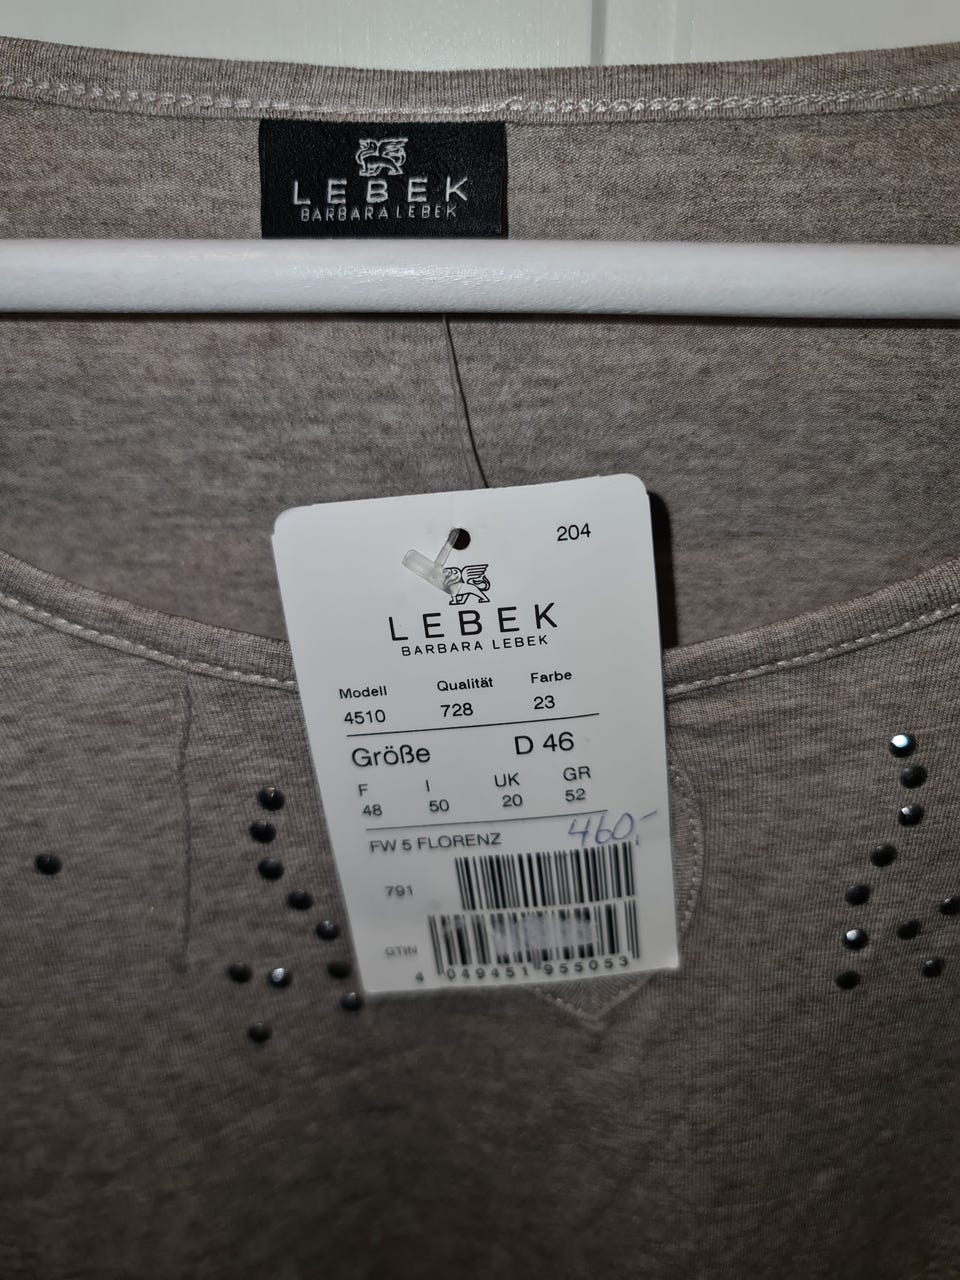 LEBEK
BARBARA LEBEK
204
LEBEK
BARBARA LEBEK
Modell Qualität Farbe
4510 728 23
Größe D 46
F I UK GR
48 50 20 52
FW 5 FLORENZ 460,-
791
GTIN
4 049451 955053